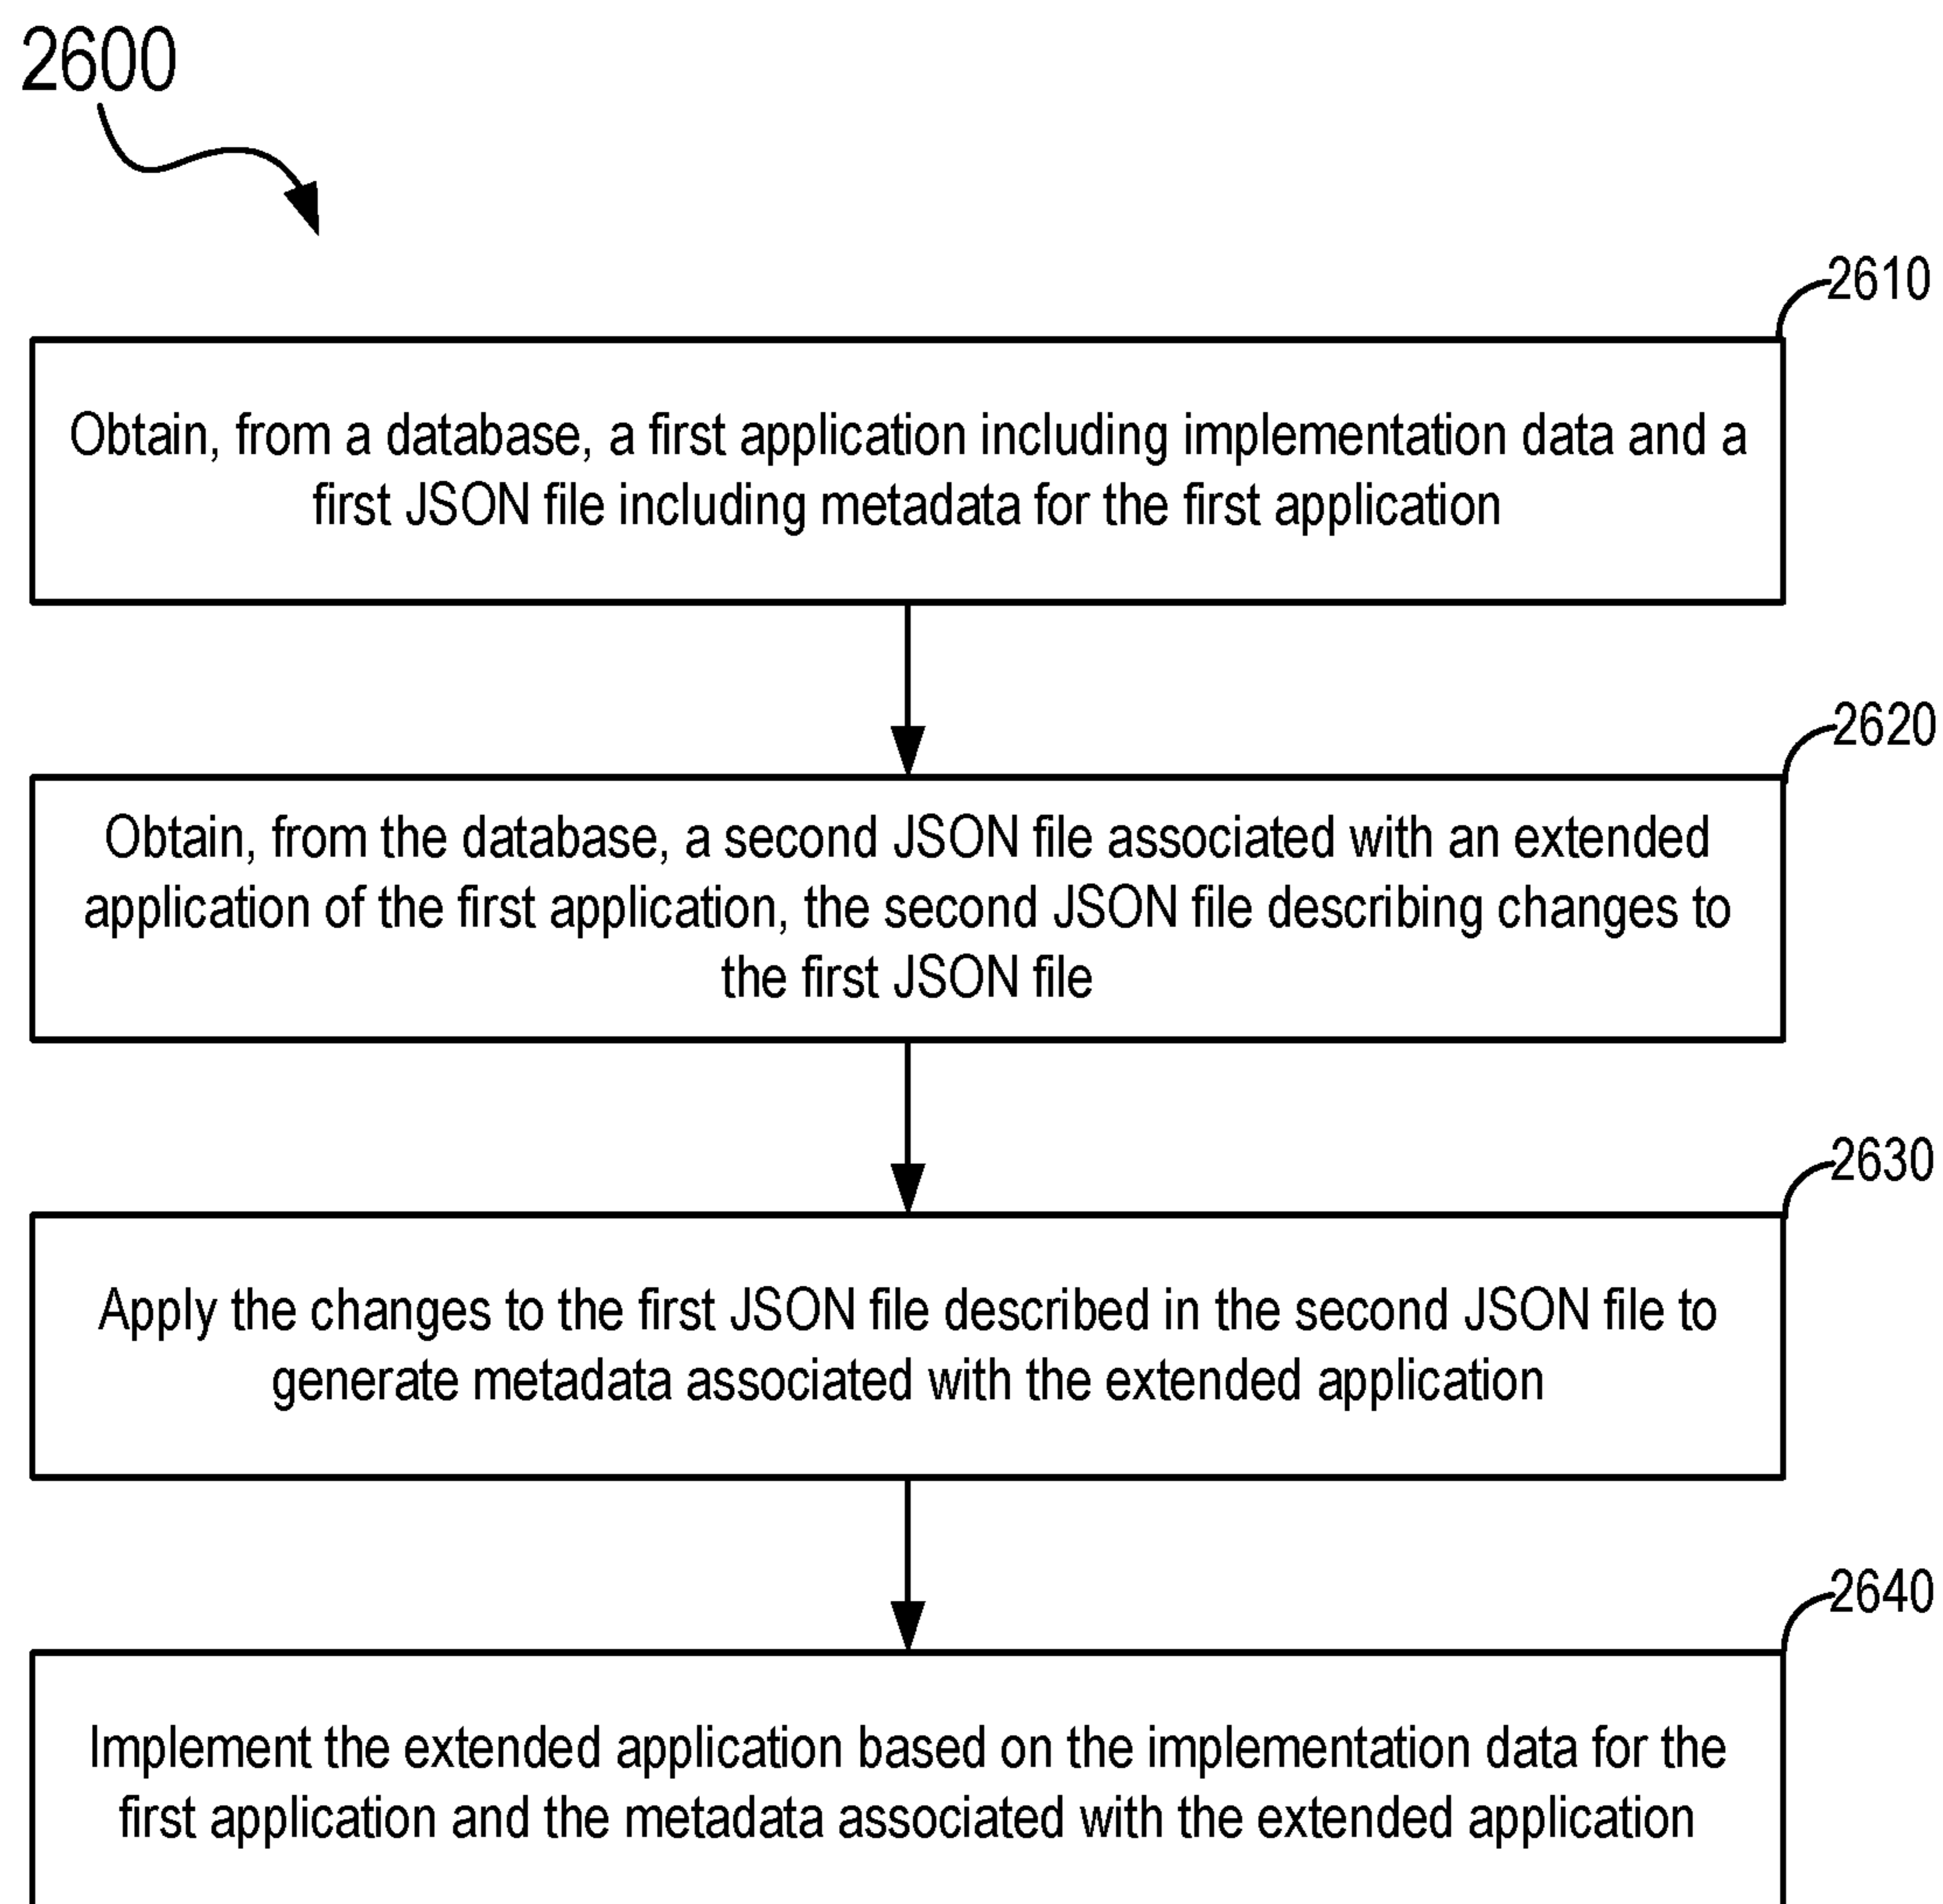 2600
2610
Obtain, from a database, a first application including implementation data and a
first JSON file including metadata for the first application
2620
Obtain, from the database, a second JSON file associated with an extended
application of the first application, the second JSON file describing changes to
the first JSON file
2630
Apply the changes to the first JSON file described in the second JSON file to
generate metadata associated with the extended application
2640
Implement the extended application based on the implementation data for the
first application and the metadata associated with the extended application